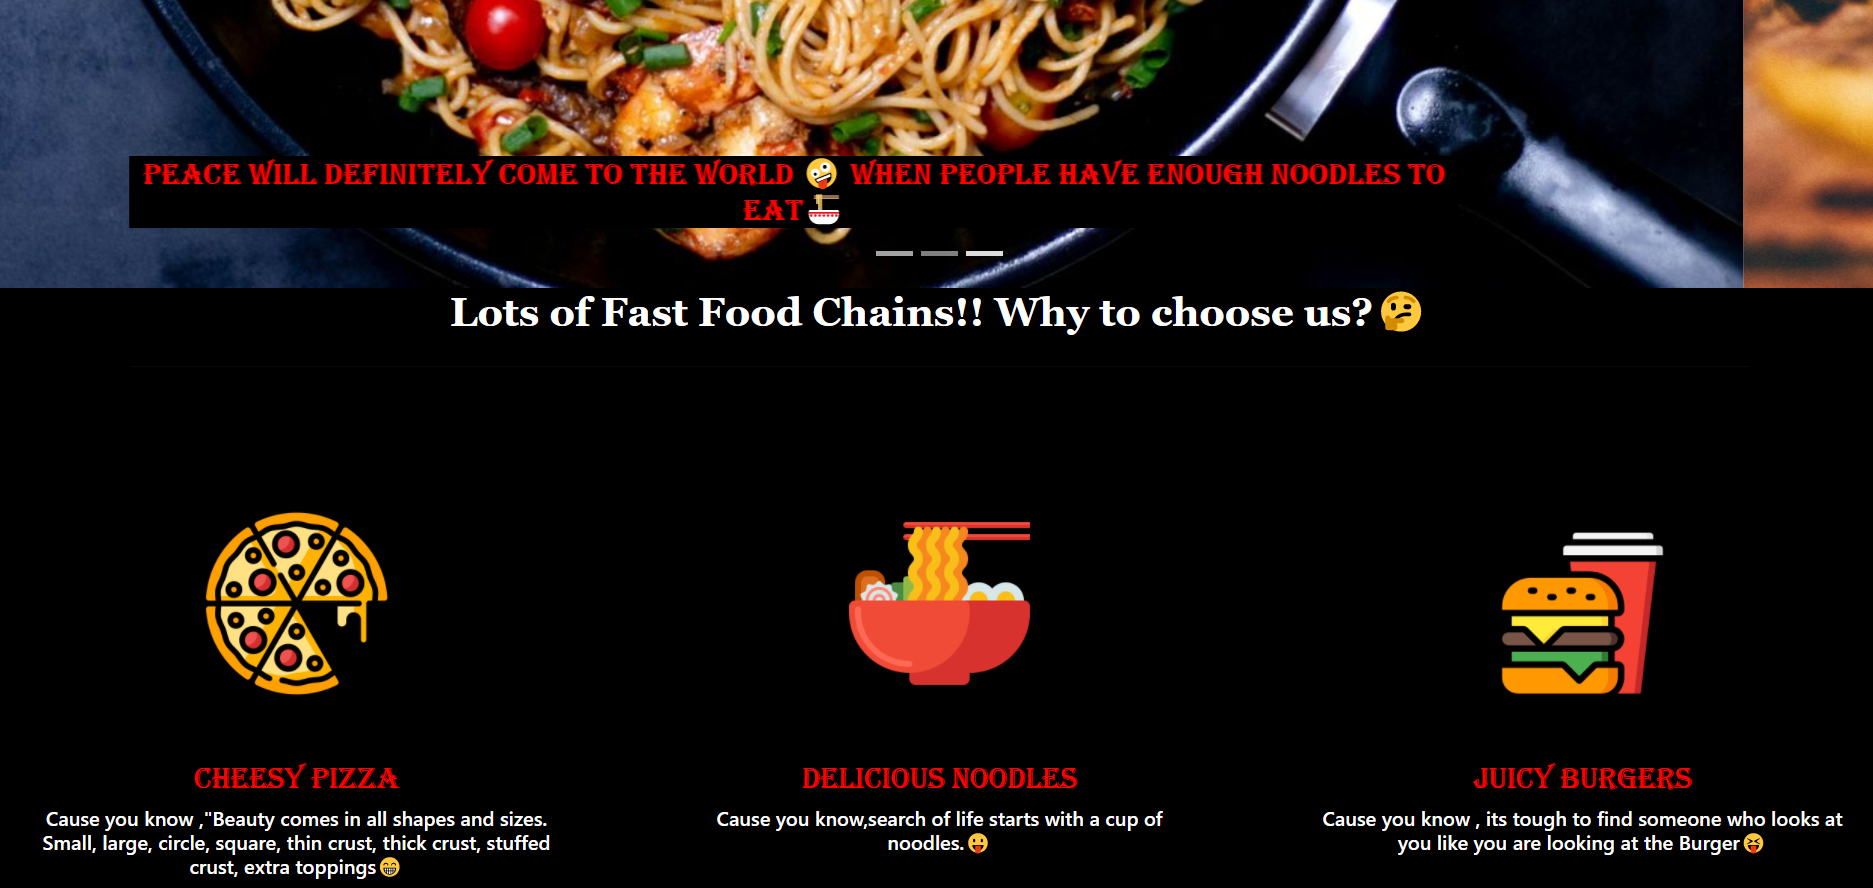 PEACE WILL DEFINITELY COME TO THE WORLD 🤪 WHEN PEOPLE HAVE ENOUGH NOODLES TO
EAT🍜
Lots of Fast Food Chains!! Why to choose us?🤔
CHEESY PIZZA
Cause you know ,"Beauty comes in all shapes and sizes.
Small, large, circle, square, thin crust, thick crust, stuffed
crust, extra toppings😁
DELICIOUS NOODLES
Cause you know,search of life starts with a cup of
noodles.😛
JUICY BURGERS
Cause you know , its tough to find someone who looks at
you like you are looking at the Burger😝